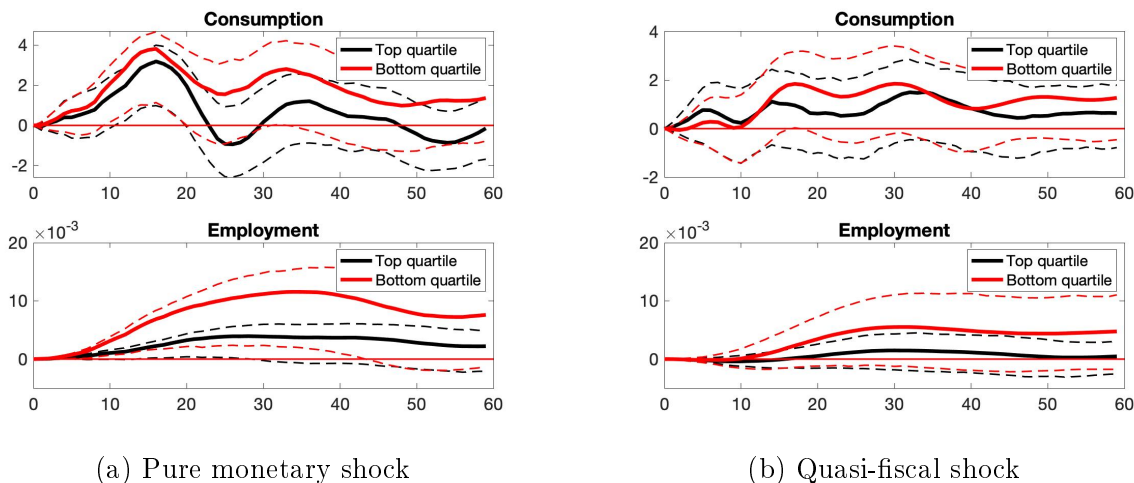 Consumption
4
2
0
-2
Top quartile
Bottom quartile
0 10 20 30 40 50 60
Employment
×10⁻³
20
10
0
Top quartile
Bottom quartile
0 10 20 30 40 50 60
(a) Pure monetary shock
Consumption
4
2
0
-2
Top quartile
Bottom quartile
0 10 20 30 40 50 60
Employment
×10⁻³
20
10
0
Top quartile
Bottom quartile
0 10 20 30 40 50 60
(b) Quasi-fiscal shock